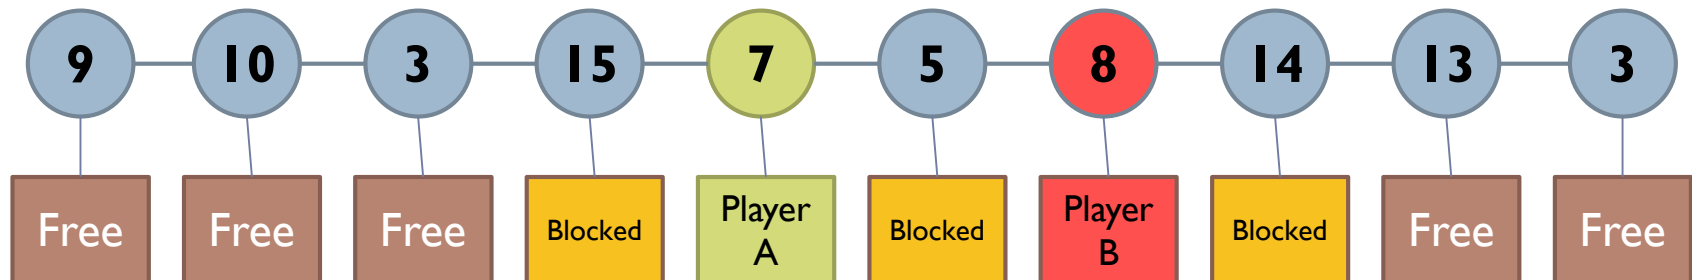 9 10 3 15 7 5 8 14 13 3
Free Free Free Blocked Player A Blocked Player B Blocked Free Free